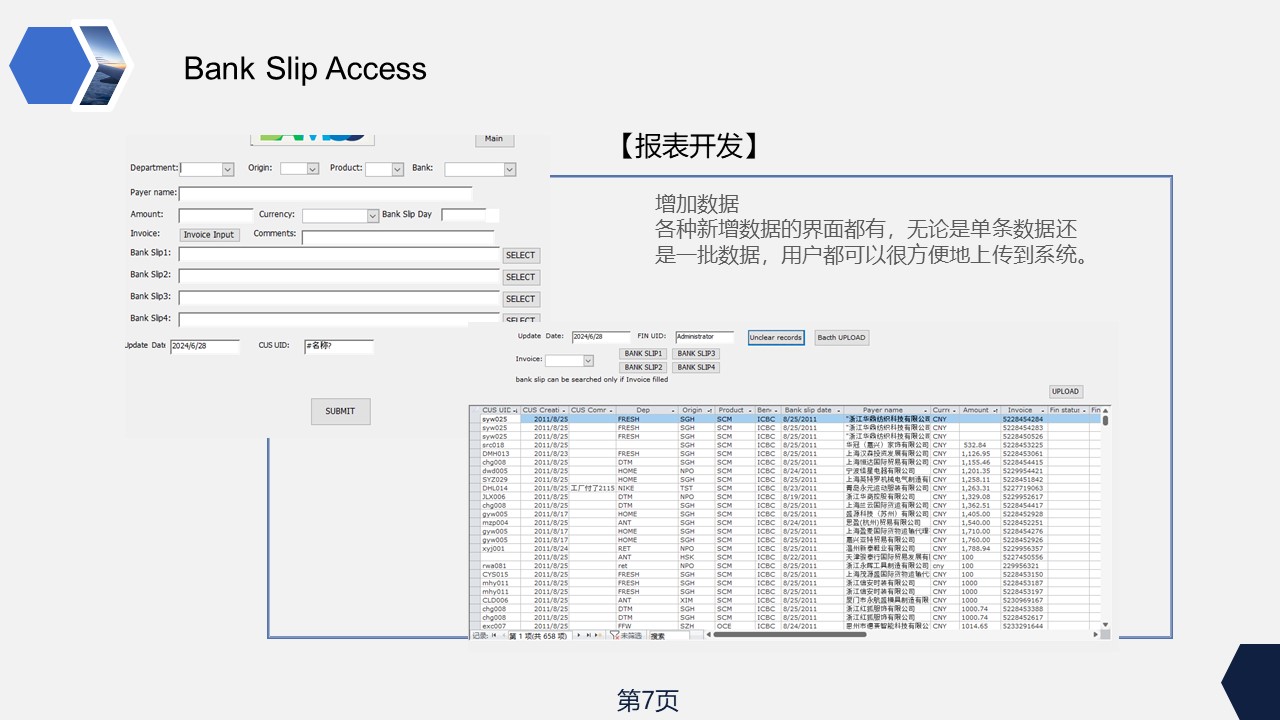 Bank Slip Access
【报表开发】
增加数据
各种新增数据的界面都有，无论是单条数据还
是一批数据，用户都可以很方便地上传到系统。
Main
Department: Origin: Product: Bank:
Payer name:
Amount: Currency: Bank Slip Day
Invoice: Invoice Input Comments:
Bank Slip1: SELECT
Bank Slip2: SELECT
Bank Slip3: SELECT
Bank Slip4: SELECT
Update Date 2024/6/28 CUS UID: #名称?
SUBMIT
Update Date: 2024/6/28 FIN UID: Administrator Unclear records Bacth UPLOAD
Invoice: BANK SLIP1 BANK SLIP3
BANK SLIP2 BANK SLIP4
bank slip can be searched only if Invoice filled
UPLOAD
CUS UID CUS Creati CUS Comr Dep Origin Product Ben Bank slip date Payer name Curr Amount Invoice Fin statu Fin
syw025 2011/8/25 FRESH SGH SCM ICBC 8/25/2011 "浙江华鼎纺织科技有限公司 CNY 5228454284
syw025 2011/8/25 FRESH SGH SCM ICBC 8/25/2011 "浙江华鼎纺织科技有限公司 CNY 5228454283
syw025 2011/8/25 FRESH SGH SCM ICBC 8/25/2011 "浙江华鼎纺织科技有限公司 CNY 5228450526
src018 2011/8/25 SGH SCM ICBC 8/25/2011 华冠（嘉兴）家饰有限公司 CNY 532.84 5228453225
DMH013 2011/8/23 FRESH SGH SCM ICBC 8/25/2011 上海汉森投资发展有限公司 CNY 1,126.95 5228453061
chg008 2011/8/25 DTM SGH SCM ICBC 8/25/2011 上海恒达国际贸易有限公司 CNY 1,155.46 5228454415
dwd005 2011/8/25 HOME NPO SCM ICBC 8/24/2011 宁波佳星电器有限公司 CNY 1,201.35 5229954421
SYZ029 2011/8/25 HOME SGH SCM ICBC 8/25/2011 上海英特罗机械电气制造有 CNY 1,258.11 5228451842
DHL014 2011/8/25 工厂付了2115 NIKE TST SCM ICBC 8/23/2011 青岛永元运动服装有限公司 CNY 1,263.31 5227719063
JLX006 2011/8/25 DTM NPO SCM ICBC 8/19/2011 浙江华商控股有限公司 CNY 1,329.08 5229952617
chg008 2011/8/25 DTM SGH SCM ICBC 8/25/2011 上海兰云国际货运有限公司 CNY 1,362.51 5228454417
gyw005 2011/8/17 HOME SGH SCM ICBC 8/25/2011 盛源科技（苏州）有限公司 CNY 1,405.00 5228452928
mzp004 2011/8/25 ANT SGH SCM ICBC 8/24/2011 思盈(杭州)贸易有限公司 CNY 1,540.00 5228452251
gyw005 2011/8/17 HOME SGH SCM ICBC 8/25/2011 上海盈麦国际货物运输代理 CNY 1,710.00 5228454276
gyw005 2011/8/17 HOME SGH SCM ICBC 8/25/2011 嘉兴亚特贸易有限公司 CNY 1,760.00 5228452926
xyj001 2011/8/24 RET NPO SCM ICBC 8/25/2011 温州新泰鞋业有限公司 CNY 1,788.94 5229956357
2011/8/25 ANT HSK SCM ICBC 8/22/2011 天津骏泰行国际贸易发展有 CNY 100 5227450556
rwa081 2011/8/25 ret NPO SCM ICBC 8/25/2011 浙江永晖工具制造有限公司 cny 100 229956321
CYS015 2011/8/25 FRESH SGH SCM ICBC 8/25/2011 上海茂源盛国际货物运输代 CNY 100 5228453150
mhy011 2011/8/25 FRESH SGH SCM ICBC 8/25/2011 浙江信安时装有限公司 CNY 1000 5228453187
mhy011 2011/8/25 FRESH SGH SCM ICBC 8/25/2011 浙江信安时装有限公司 CNY 1000 5228453187
CLD006 2011/8/25 ANT XIM SCM ICBC 8/25/2011 厦门市永航盛模具制造有限 CNY 1000 5230969167
chg008 2011/8/25 DTM SGH SCM ICBC 8/25/2011 浙江红狐服饰有限公司 CNY 1000.74 5228453388
chg008 2011/8/25 DTM SGH SCM ICBC 8/25/2011 浙江红狐服饰有限公司 CNY 1000.74 5228452617
exc007 2011/8/25 FFW SZH OCE ICBC 8/24/2011 惠州市德赛智能科技有限公 CNY 1014.65 5233291644
记录: 第 1 项(共 658 项) 未筛选 搜索
第7页